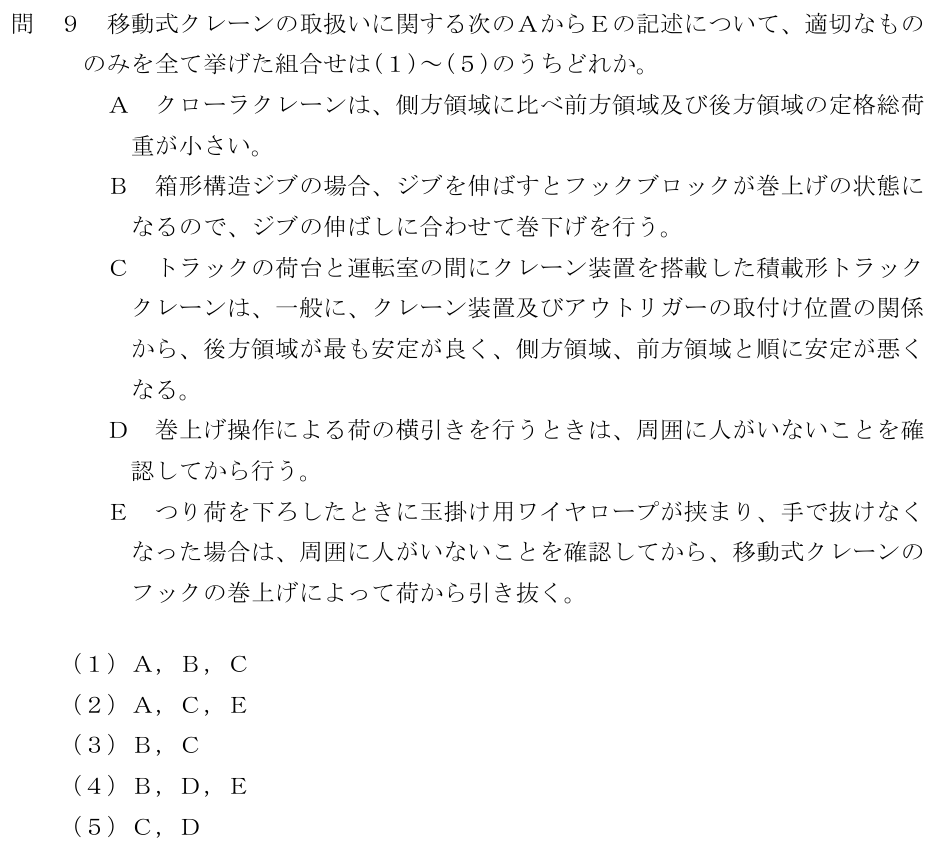 問　９　移動式クレーンの取扱いに関する次のＡからＥの記述について、適切なもの
のみを全て挙げた組合せは(１)～(５)のうちどれか。
Ａ　クローラクレーンは、側方領域に比べ前方領域及び後方領域の定格総荷
重が小さい。
Ｂ　箱形構造ジブの場合、ジブを伸ばすとフックブロックが巻上げの状態に
なるので、ジブの伸ばしに合わせて巻下げを行う。
Ｃ　トラックの荷台と運転室の間にクレーン装置を搭載した積載形トラック
クレーンは、一般に、クレーン装置及びアウトリガーの取付け位置の関係
から、後方領域が最も安定が良く、側方領域、前方領域と順に安定が悪く
なる。
Ｄ　巻上げ操作による荷の横引きを行うときは、周囲に人がいないことを確
認してから行う。
Ｅ　つり荷を下ろしたときに玉掛け用ワイヤロープが挟まり、手で抜けなく
なった場合は、周囲に人がいないことを確認してから、移動式クレーンの
フックの巻上げによって荷から引き抜く。
(１) Ａ，Ｂ，Ｃ
(２) Ａ，Ｃ，Ｅ
(３) Ｂ，Ｃ
(４) Ｂ，Ｄ，Ｅ
(５) Ｃ，Ｄ